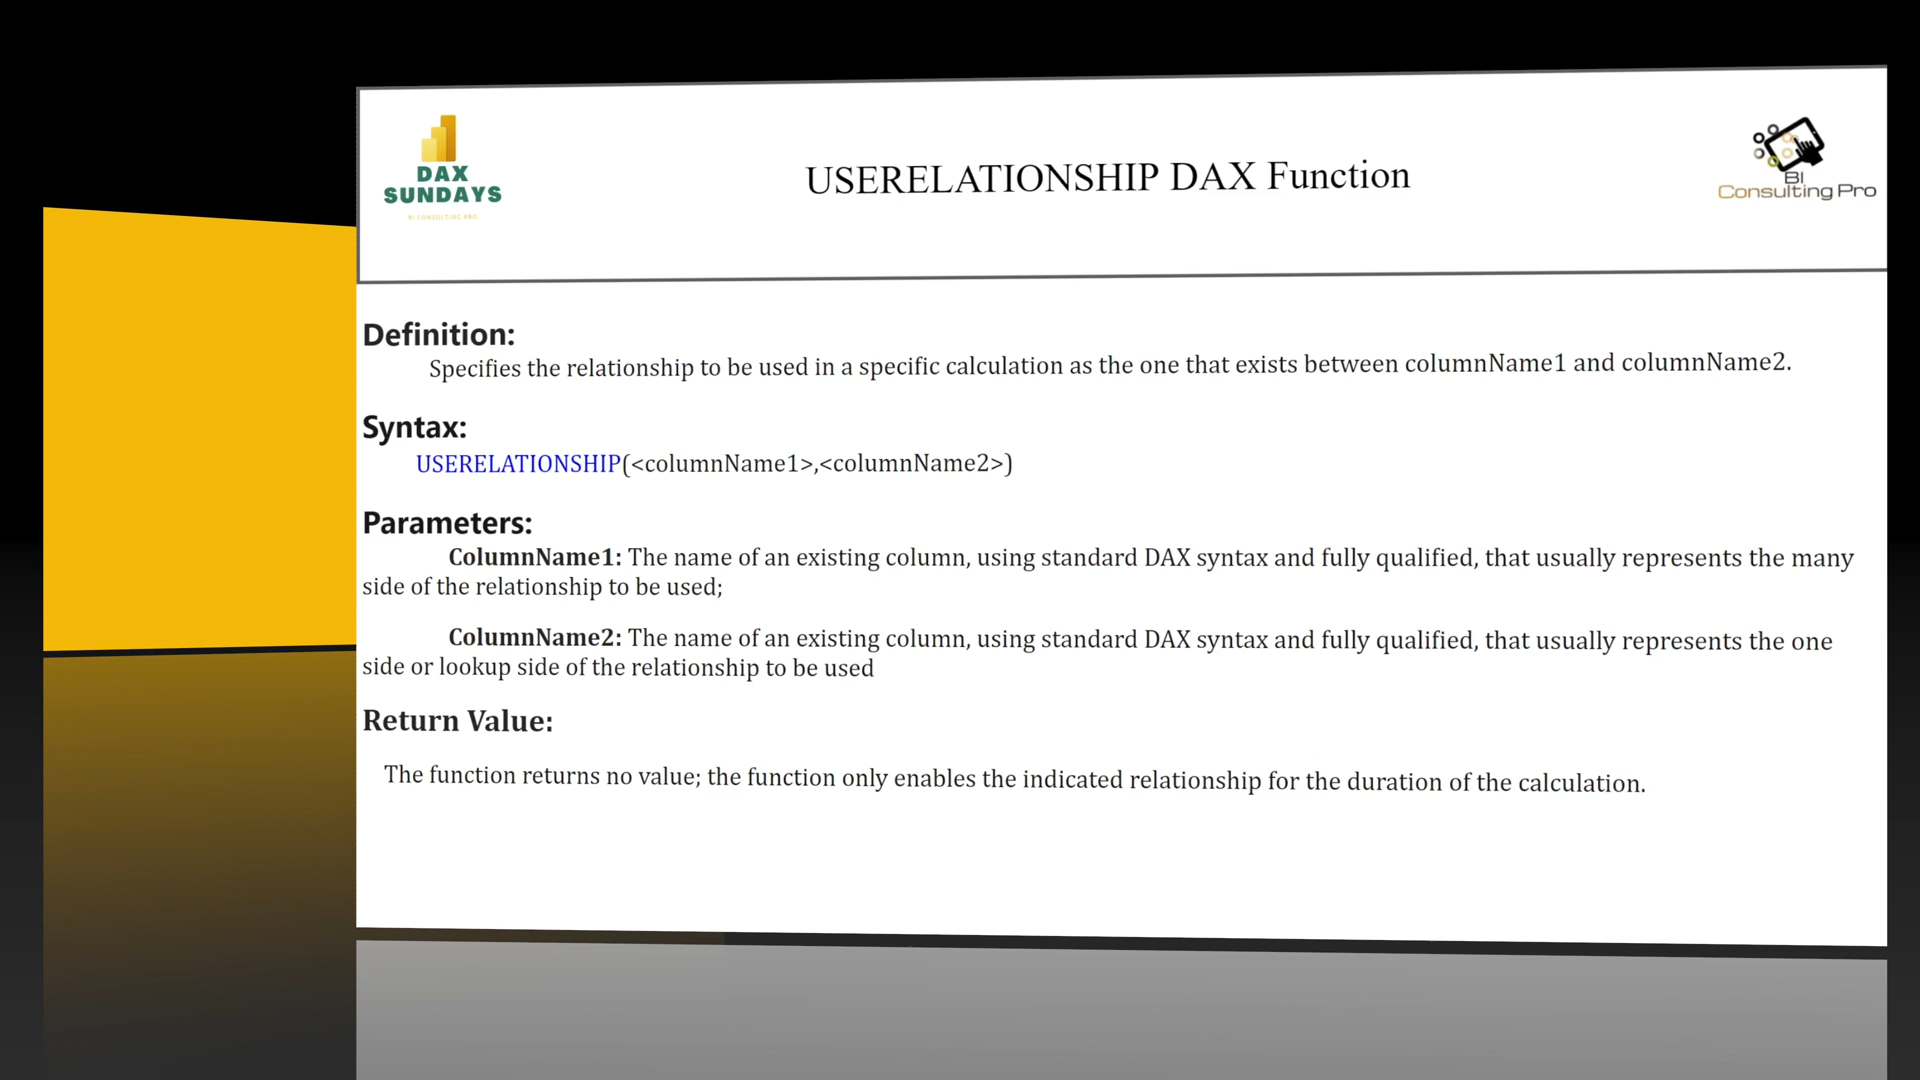 DAX
SUNDAYS
BI CONSULTING PRO
USERELATIONSHIP DAX Function
BI
Consulting Pro
Definition:
Specifies the relationship to be used in a specific calculation as the one that exists between columnName1 and columnName2.
Syntax:
USERELATIONSHIP(<columnName1>,<columnName2>)
Parameters:
ColumnName1: The name of an existing column, using standard DAX syntax and fully qualified, that usually represents the many
side of the relationship to be used;
ColumnName2: The name of an existing column, using standard DAX syntax and fully qualified, that usually represents the one
side or lookup side of the relationship to be used
Return Value:
The function returns no value; the function only enables the indicated relationship for the duration of the calculation.